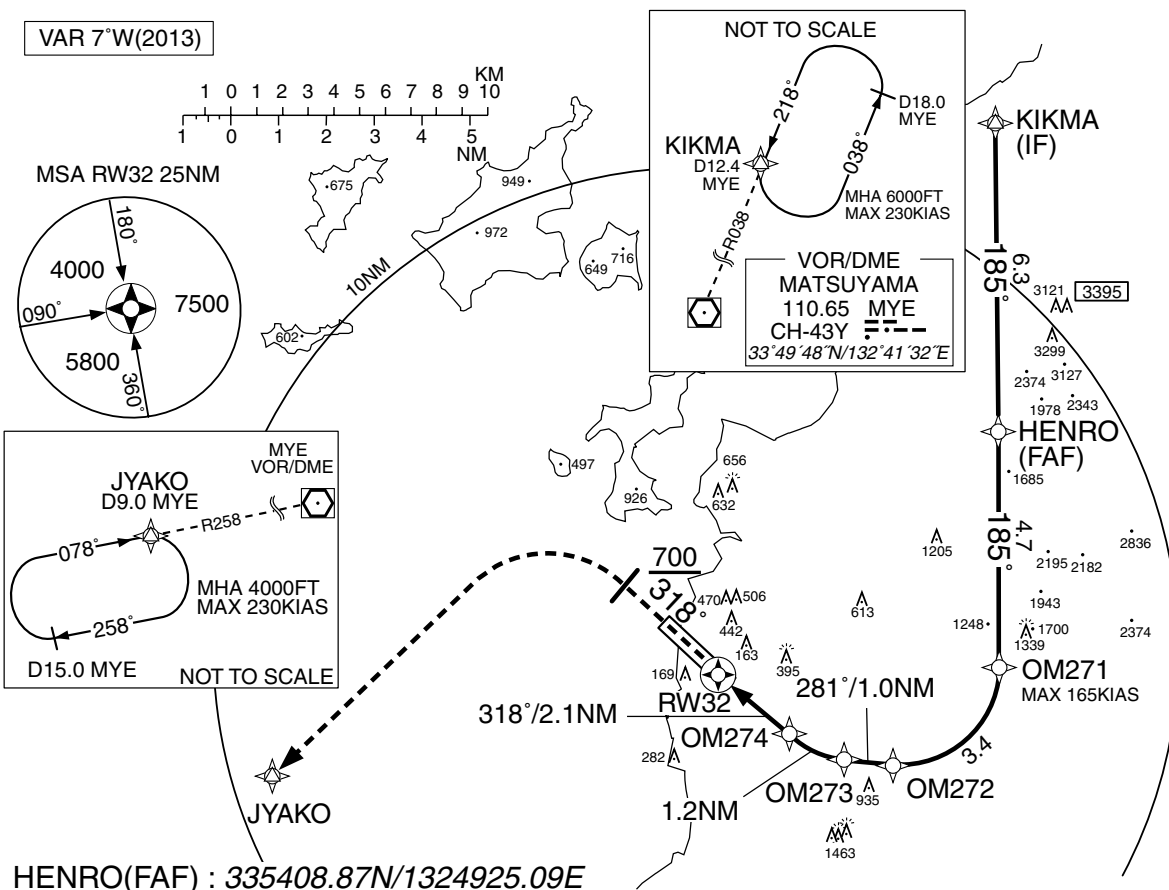 VAR 7°W(2013)
1 0 1 2 3 4 5 6 7 8 9 10
KM
1 0 1 2 3 4 5
NM
MSA RW32 25NM
180°
4000
7500
090°
5800
360°
NOT TO SCALE
218°
D18.0
MYE
KIKMA
D12.4
MYE
038°
MHA 6000FT
MAX 230KIAS
R038
VOR/DME
MATSUYAMA
110.65 MYE
CH-43Y
33°49′48″N/132°41′32″E
KIKMA
(IF)
675
949
972
649
716
10NM
602
185°
6.3
3121
3395
3299
2374
3127
1978
2343
HENRO
(FAF)
1685
497
926
656
632
185°
4.7
1205
2836
2195
2182
MYE
VOR/DME
JYAKO
D9.0 MYE
R258
078°
MHA 4000FT
MAX 230KIAS
258°
D15.0 MYE
NOT TO SCALE
700
318°
470
506
442
163
613
1943
1248
1700
1339
2374
395
169
RW32
281°/1.0NM
OM271
MAX 165KIAS
318°/2.1NM
OM274
282
3.4
OM273
OM272
935
1.2NM
1463
JYAKO
HENRO(FAF) : 335408.87N/1324925.09E